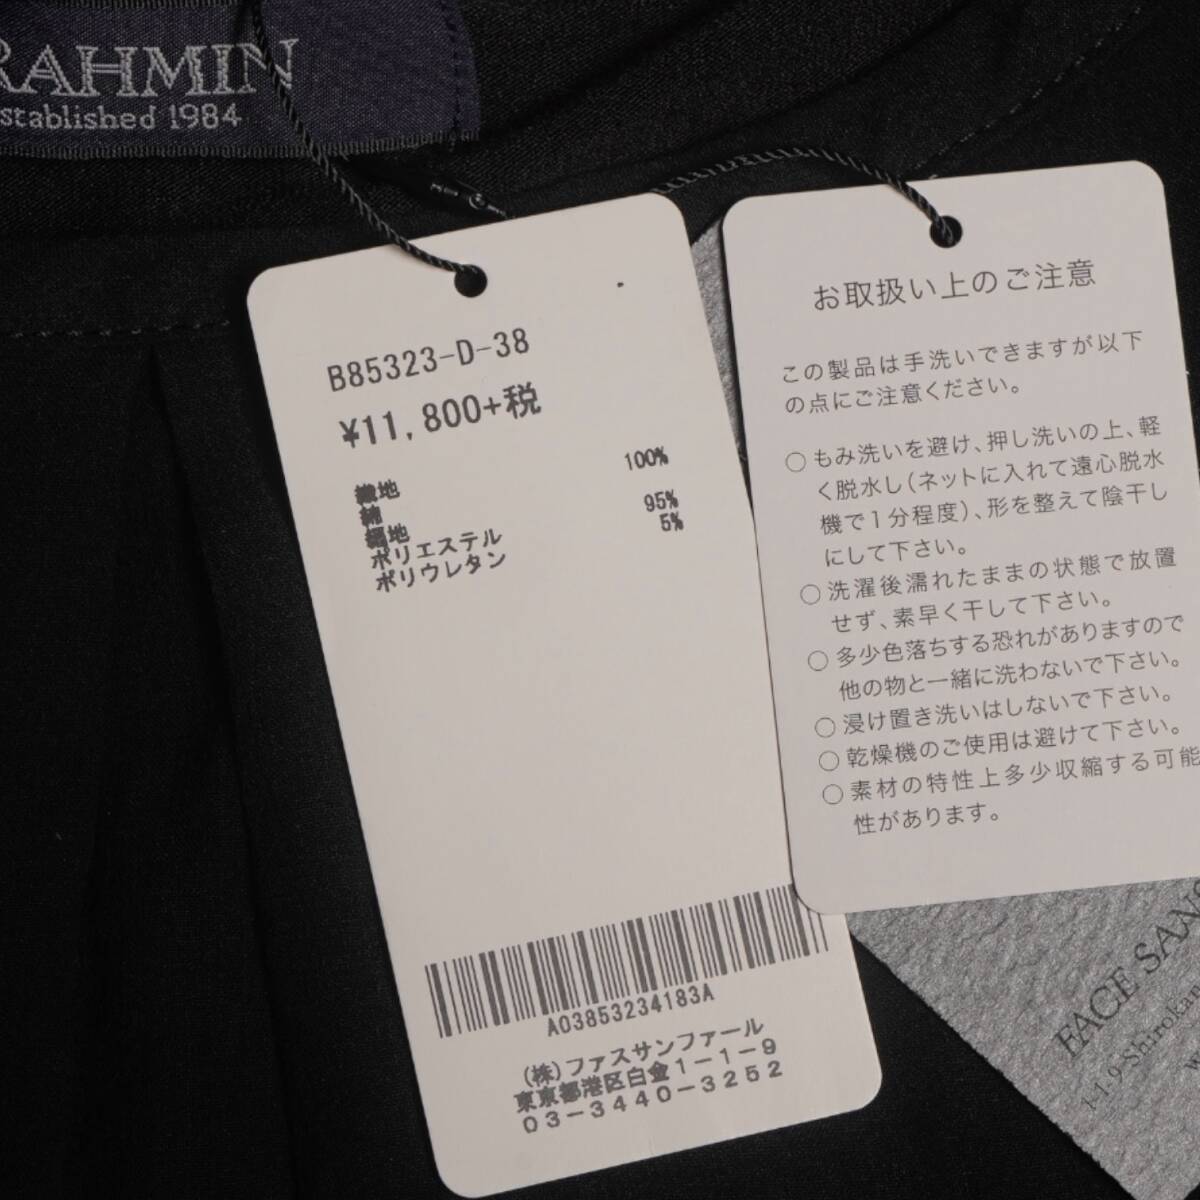 RAHMIN
stablished 1984
B85323-D-38
¥11,800+税
織地
100%
綿
編地
95%
ポリエステル
5%
ポリウレタン
A03853234183A
(株)ファスサンファール
東京都港区白金1-1-9
03-3440-3252
お取扱い上のご注意
この製品は手洗いできますが以下
の点にご注意ください。
○もみ洗いを避け、押し洗いの上、軽
く脱水し(ネットに入れて遠心脱水
機で1分程度)、形を整えて陰干し
にして下さい。
○洗濯後濡れたままの状態で放置
せず、素早く干して下さい。
○多少色落ちする恐れがありますので
他の物と一緒に洗わないで下さい。
○浸け置き洗いはしないで下さい。
○乾燥機のご使用は避けて下さい。
○素材の特性上多少収縮する可能
性があります。
FACE SANS
1-1-9-Shirokan
w